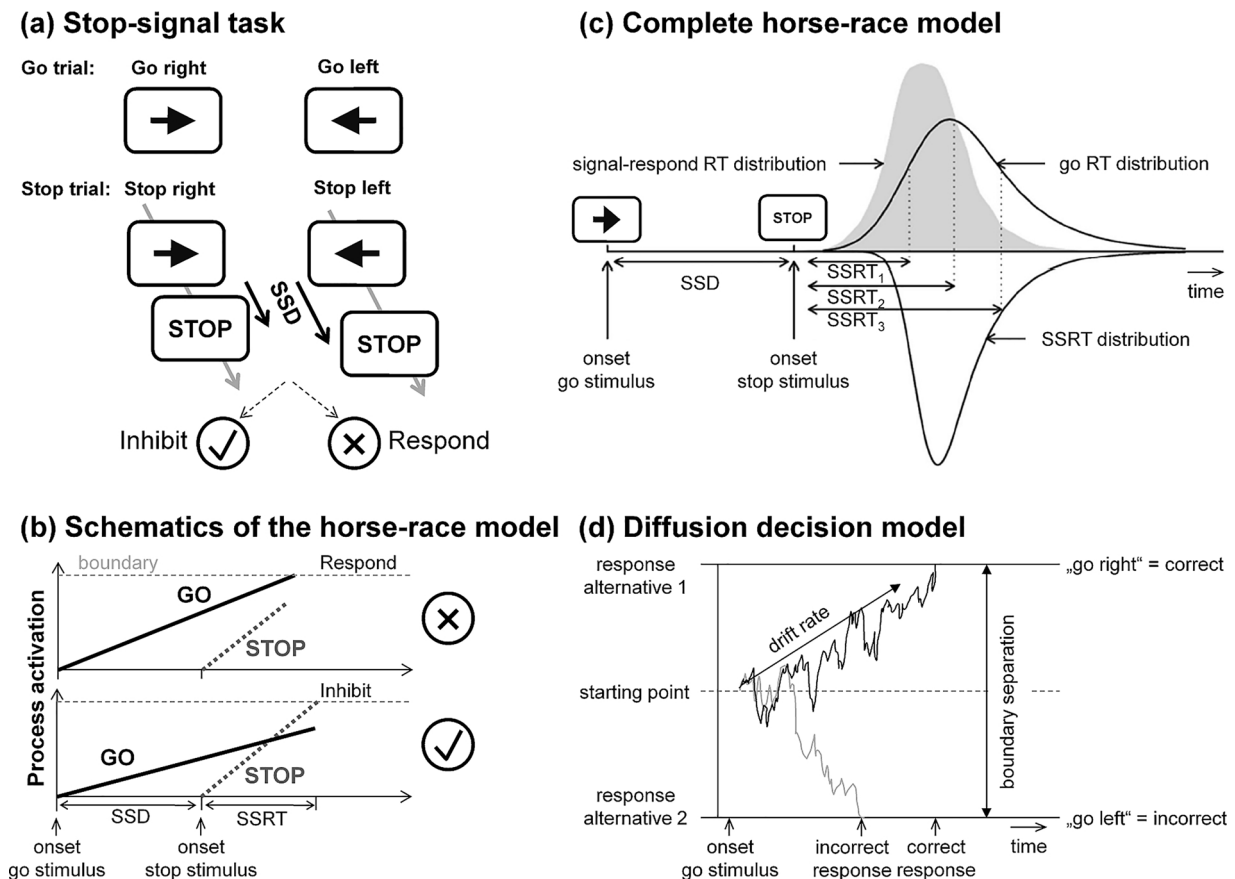 (a) Stop-signal task
Go trial: Go right Go left
Stop trial: Stop right Stop left
SSD
STOP
STOP
Inhibit Respond
(b) Schematics of the horse-race model
Process activation
boundary Respond
GO
STOP
Inhibit
GO
STOP
SSD SSRT
onset onset
go stimulus stop stimulus
(c) Complete horse-race model
signal-respond RT distribution go RT distribution
STOP
SSD SSRT₁
SSRT₂
SSRT₃
time
SSRT distribution
onset onset
go stimulus stop stimulus
(d) Diffusion decision model
response „go right“ = correct
alternative 1
drift rate
starting point
boundary separation
response „go left“ = incorrect
alternative 2
onset incorrect correct time
go stimulus response response